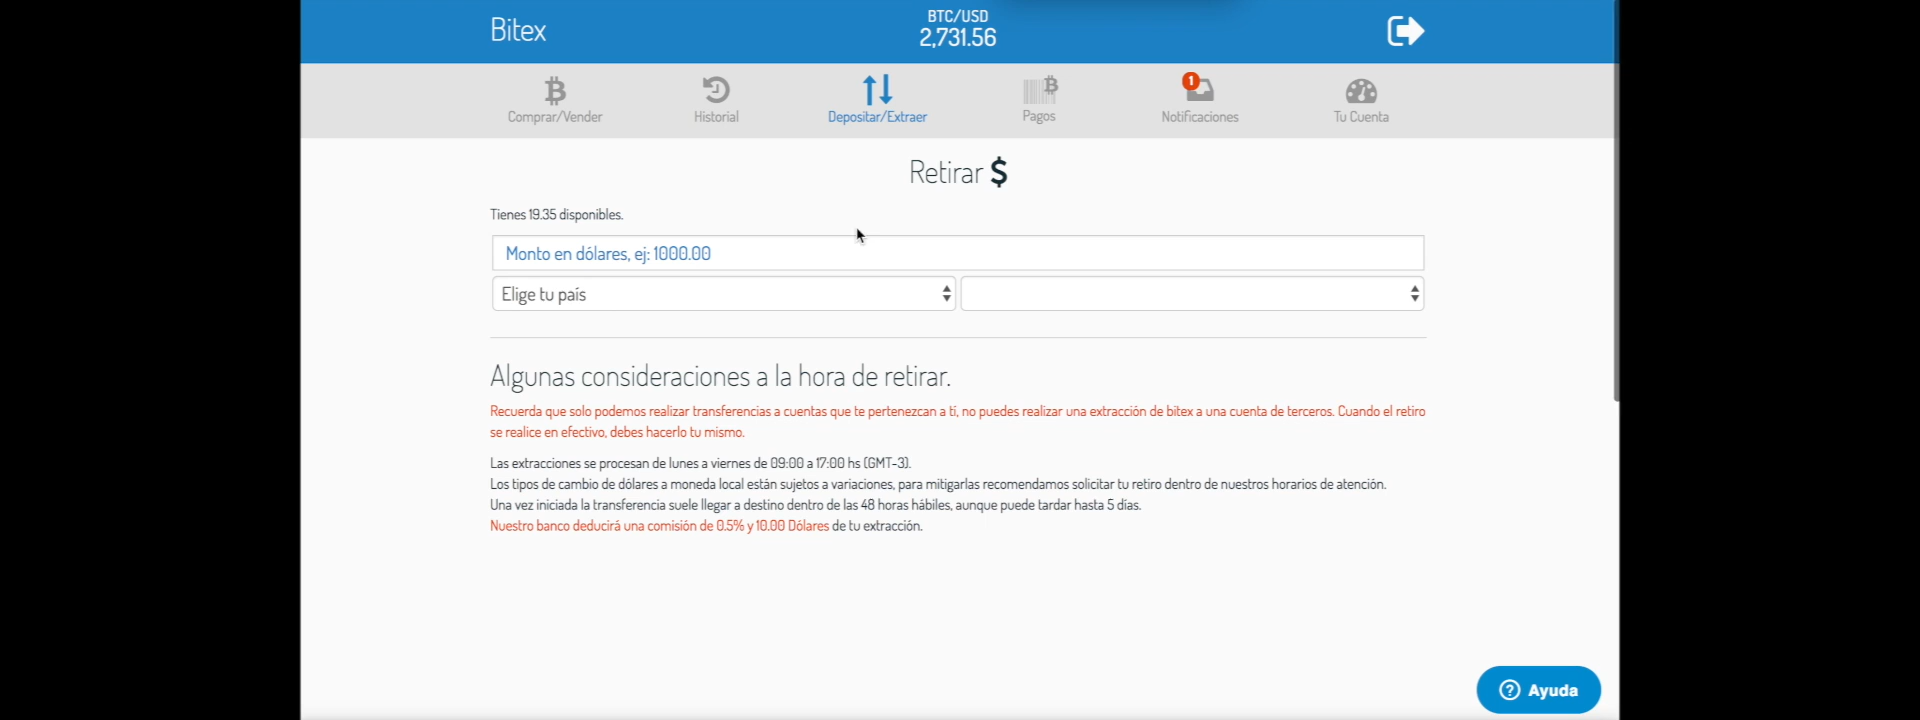 Bitex
BTC/USD
2,731.56
Comprar/Vender
Historial
Depositar/Extraer
Pagos
1
Notificaciones
Tu Cuenta
Retirar $
Tienes 19.35 disponibles.
Monto en dólares, ej: 1000.00
Elige tu país
Algunas consideraciones a la hora de retirar.
Recuerda que solo podemos realizar transferencias a cuentas que te pertenezcan a tí, no puedes realizar una extracción de bitex a una cuenta de terceros. Cuando el retiro
se realice en efectivo, debes hacerlo tu mismo.
Las extracciones se procesan de lunes a viernes de 09:00 a 17:00 hs (GMT-3).
Los tipos de cambio de dólares a moneda local están sujetos a variaciones, para mitigarlas recomendamos solicitar tu retiro dentro de nuestros horarios de atención.
Una vez iniciada la transferencia suele llegar a destino dentro de las 48 horas hábiles, aunque puede tardar hasta 5 días.
Nuestro banco deducirá una comisión de 0.5% y 10.00 Dólares de tu extracción.
Ayuda